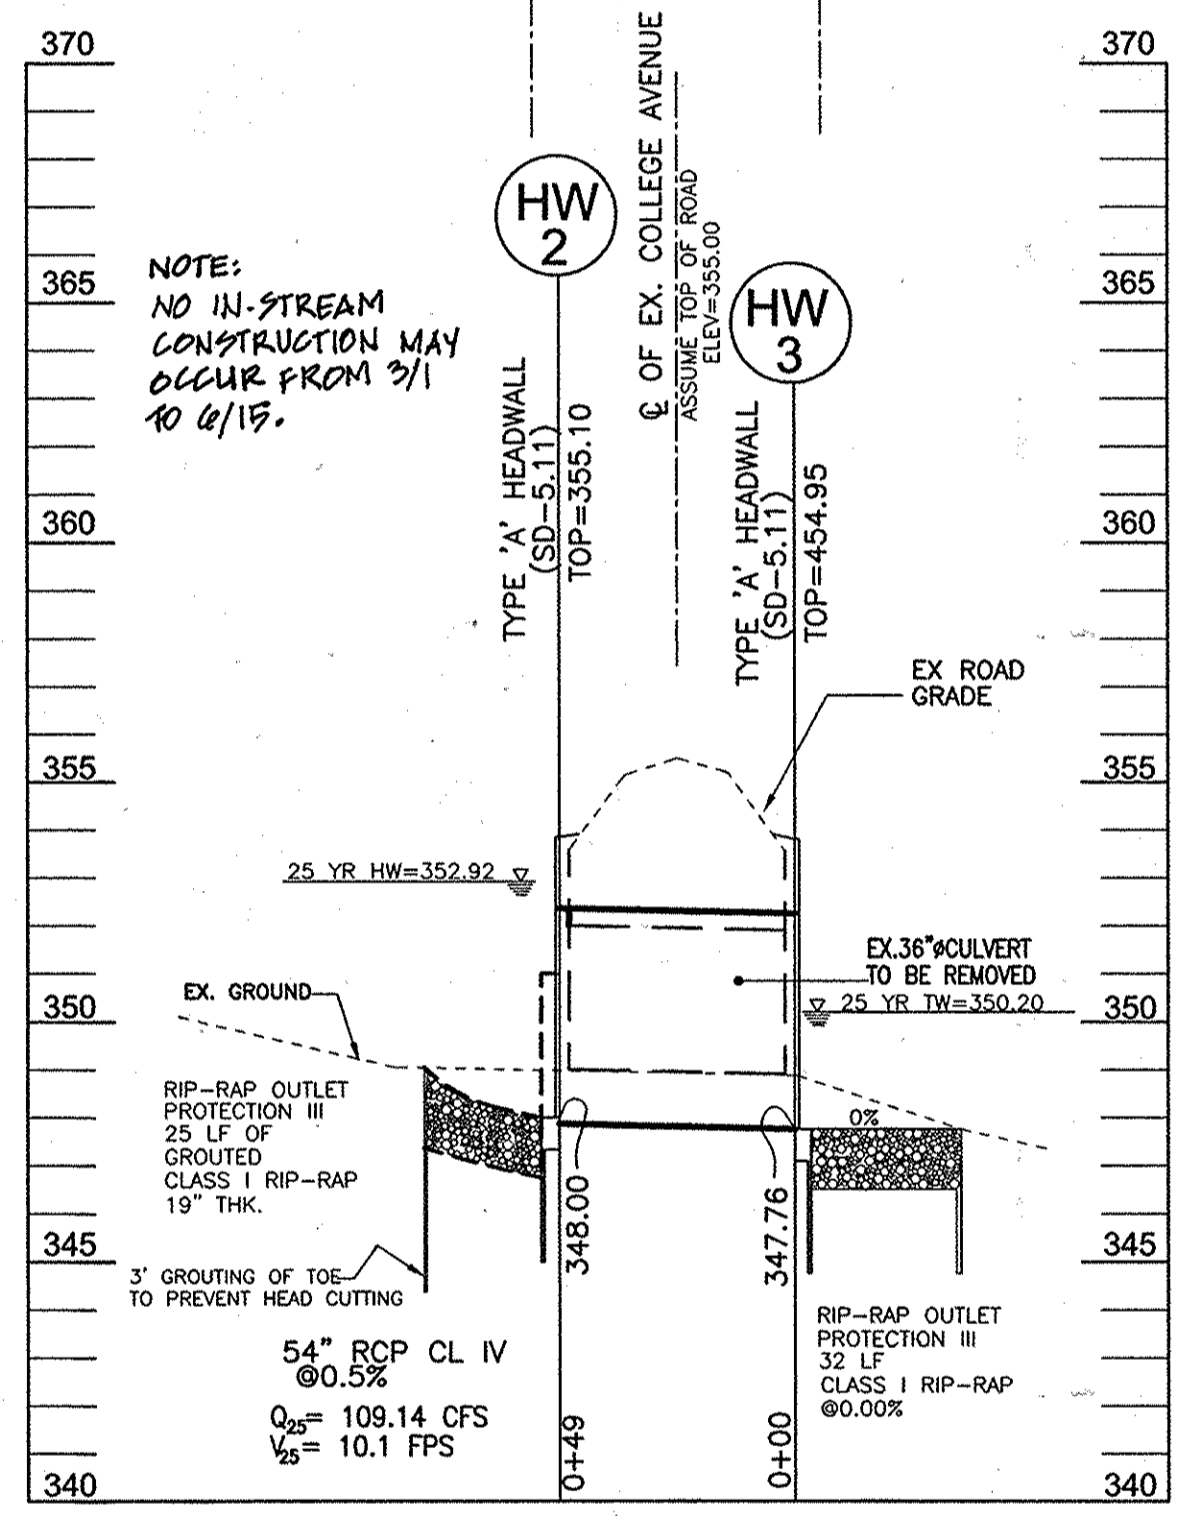 370
370
HW
2
℄ OF EX. COLLEGE AVENUE
ASSUME TOP OF ROAD
ELEV=355.00
HW
3
365
365
NOTE:
NO IN-STREAM
CONSTRUCTION MAY
OCCUR FROM 3/1
TO 6/15.
TYPE 'A' HEADWALL
(SD-5.11)
TOP=355.10
TYPE 'A' HEADWALL
(SD-5.11)
TOP=454.95
360
360
EX ROAD
GRADE
355
355
25 YR HW=352.92
EX.36"øCULVERT
TO BE REMOVED
25 YR TW=350.20
EX. GROUND
350
350
RIP-RAP OUTLET
PROTECTION III
25 LF OF
GROUTED
CLASS I RIP-RAP
19" THK.
0%
348.00
347.76
345
345
3' GROUTING OF TOE
TO PREVENT HEAD CUTTING
RIP-RAP OUTLET
PROTECTION III
32 LF
CLASS I RIP-RAP
@0.00%
54" RCP CL IV
@0.5%
Q25= 109.14 CFS
V25= 10.1 FPS
0+49
0+00
340
340